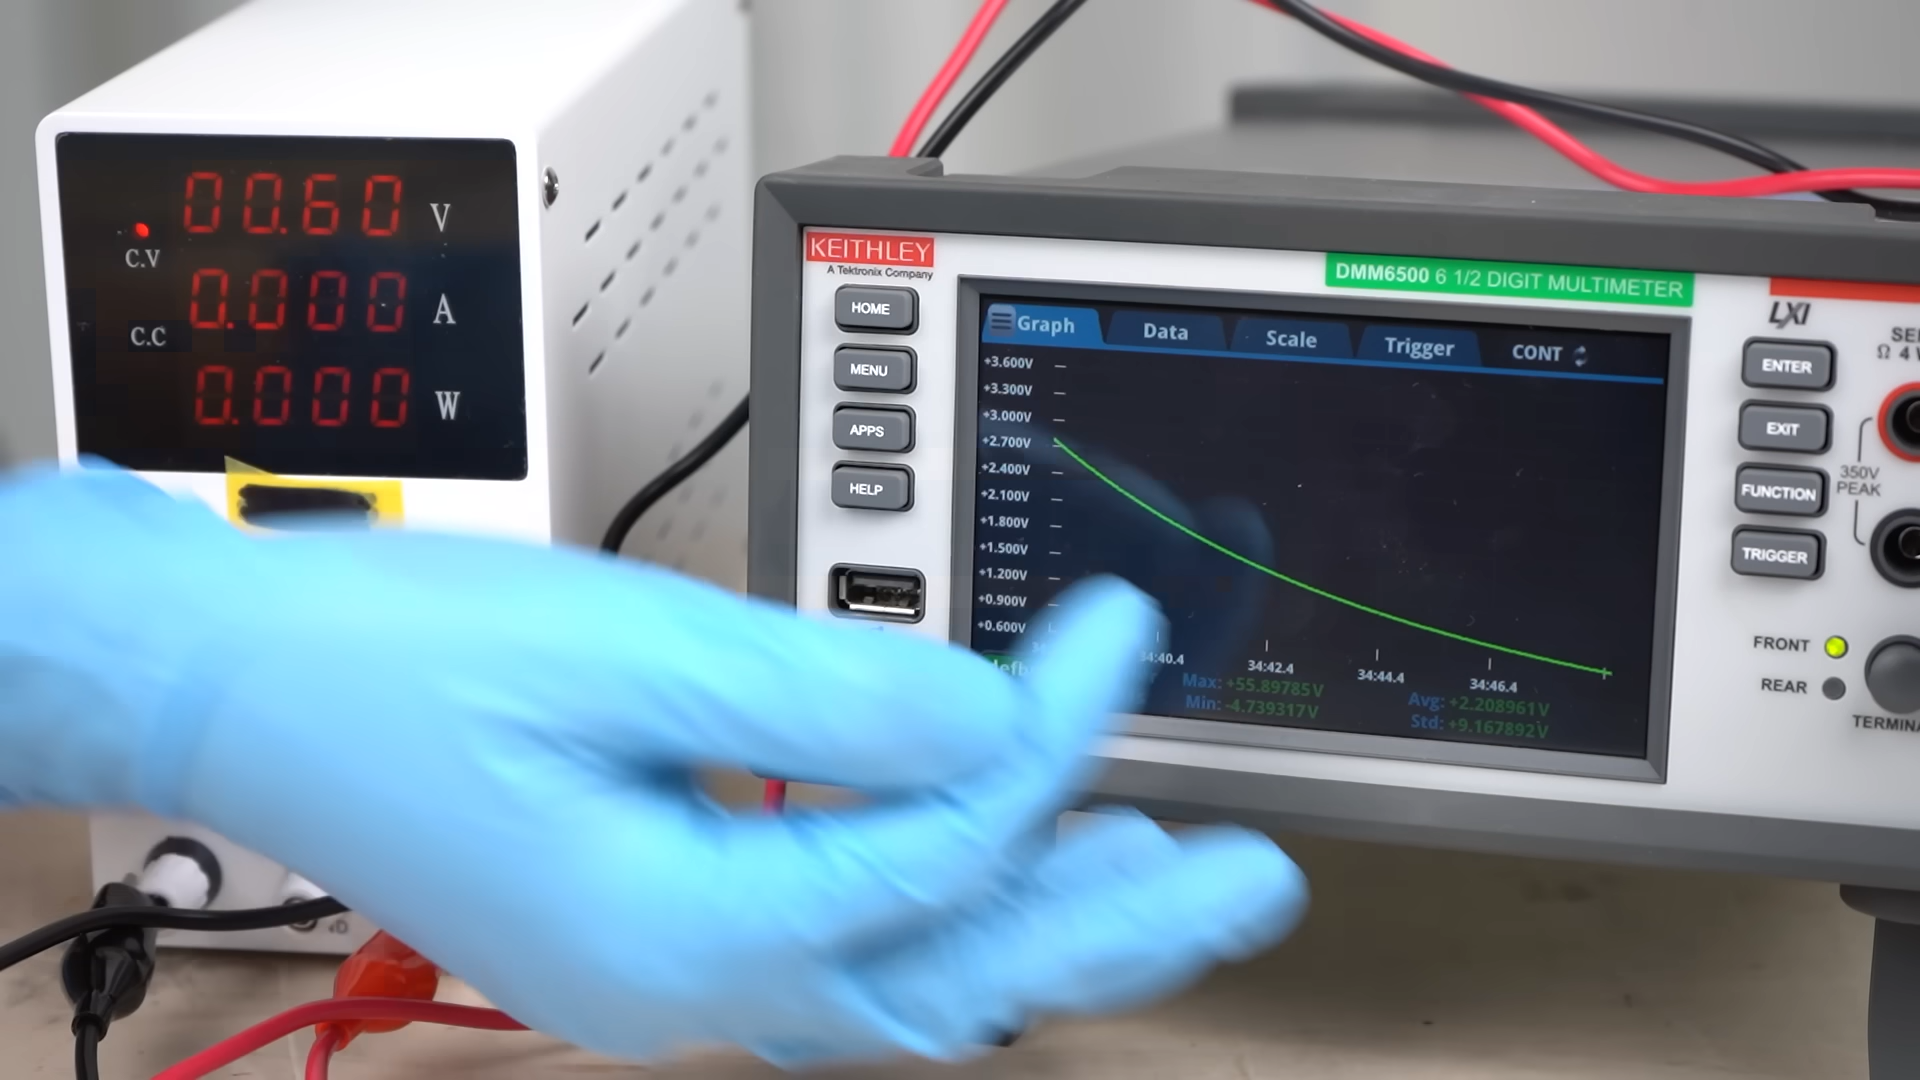 00.60 V
C.V
0.000 A
C.C
0.000 W
KEITHLEY
A Tektronix Company
DMM6500 6 1/2 DIGIT MULTIMETER
LXI
HOME
MENU
APPS
HELP
Graph
Data
Scale
Trigger
CONT
+3.600V
+3.300V
+3.000V
+2.700V
+2.400V
+2.100V
+1.800V
+1.500V
+1.200V
+0.900V
+0.600V
34:42.4
34:44.4
34:46.4
Max: +55.89785V
Min: -4.739317V
Avg: +2.208961V
Std: +9.167892V
ENTER
EXIT
FUNCTION
TRIGGER
Ω 4
350V
PEAK
FRONT
REAR